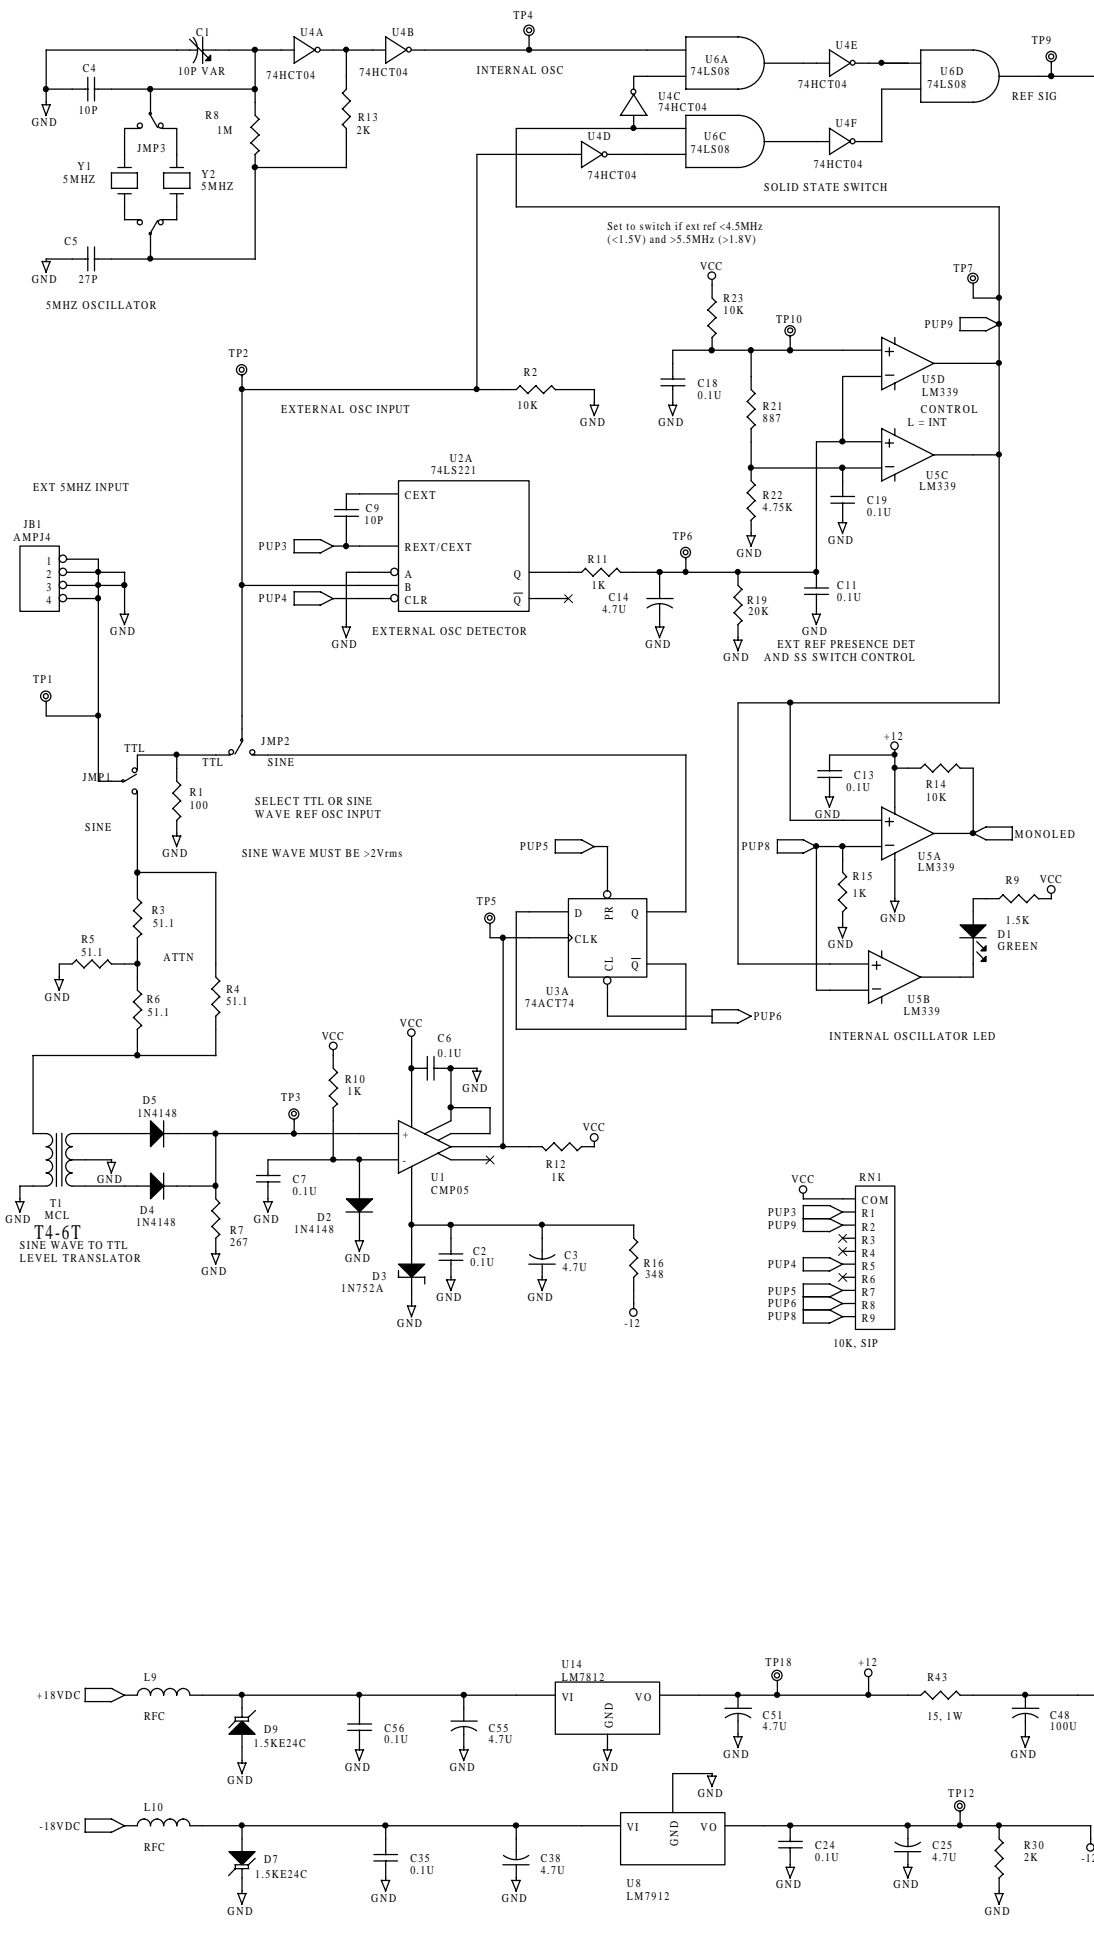 TP4
C1
U4A
U4B
TP9
U4E
U6A
74LS08
U6D
74LS08
10P VAR
74HCT04
74HCT04
INTERNAL OSC
C4
10P
GND
U4C
74HCT04
74HCT04
REF SIG
R8
1M
R13
2K
U4D
U6C
74LS08
U4F
JMP3
74HCT04
74HCT04
Y1
5MHZ
Y2
5MHZ
SOLID STATE SWITCH
C5
27P
GND
Set to switch if ext ref <4.5MHz
(<1.5V) and >5.5MHz (>1.8V)
5MHZ OSCILLATOR
VCC
TP7
R23
10K
TP10
PUP9
TP2
R2
10K
GND
EXTERNAL OSC INPUT
C18
0.1U
GND
R21
887
U5D
LM339
CONTROL
L = INT
U5C
LM339
U2A
74LS221
EXT 5MHZ INPUT
CEXT
C9
10P
R22
4.75K
C19
0.1U
GND
GND
JB1
AMPJ4
1
2
3
4
GND
PUP3
REXT/CEXT
TP6
R11
1K
A
B
CLR
Q
Q
PUP4
C14
4.7U
R19
20K
C11
0.1U
GND
GND
GND
GND
EXTERNAL OSC DETECTOR
EXT REF PRESENCE DET
AND SS SWITCH CONTROL
TP1
TTL
JMP1
SINE
TTL
JMP2
SINE
R1
100
GND
SELECT TTL OR SINE
WAVE REF OSC INPUT
SINE WAVE MUST BE >2Vrms
+12
C13
0.1U
GND
R14
10K
MONOLED
U5A
LM339
PUP5
PUP8
R15
1K
GND
GND
R9
VCC
1.5K
D1
GREEN
R3
51.1
R5
51.1
GND
ATTN
R6
51.1
R4
51.1
TP5
D
PR
Q
CLK
CL
Q
U3A
74ACT74
PUP6
U5B
LM339
INTERNAL OSCILLATOR LED
VCC
C6
0.1U
GND
VCC
R10
1K
D5
1N4148
TP3
+
-
VCC
R12
1K
GND
C7
0.1U
GND
U1
CMP05
T1
MCL
T4-6T
GND
D4
1N4148
R7
267
GND
D2
1N4148
GND
SINE WAVE TO TTL
LEVEL TRANSLATOR
D3
1N752A
GND
C2
0.1U
GND
C3
4.7U
GND
R16
348
-12
RN1
VCC
COM
PUP3
R1
PUP9
R2
R3
R4
PUP4
R5
R6
PUP5
R7
PUP6
R8
PUP8
R9
10K, SIP
L9
+18VDC
RFC
D9
1.5KE24C
GND
C56
0.1U
GND
C55
4.7U
GND
U14
LM7812
VI
VO
GND
GND
TP18
C51
4.7U
GND
+12
R43
15, 1W
C48
100U
GND
L10
-18VDC
RFC
D7
1.5KE24C
GND
C35
0.1U
GND
C38
4.7U
GND
GND
VI
VO
GND
U8
LM7912
C24
0.1U
GND
C25
4.7U
GND
TP12
R30
2K
GND
-12